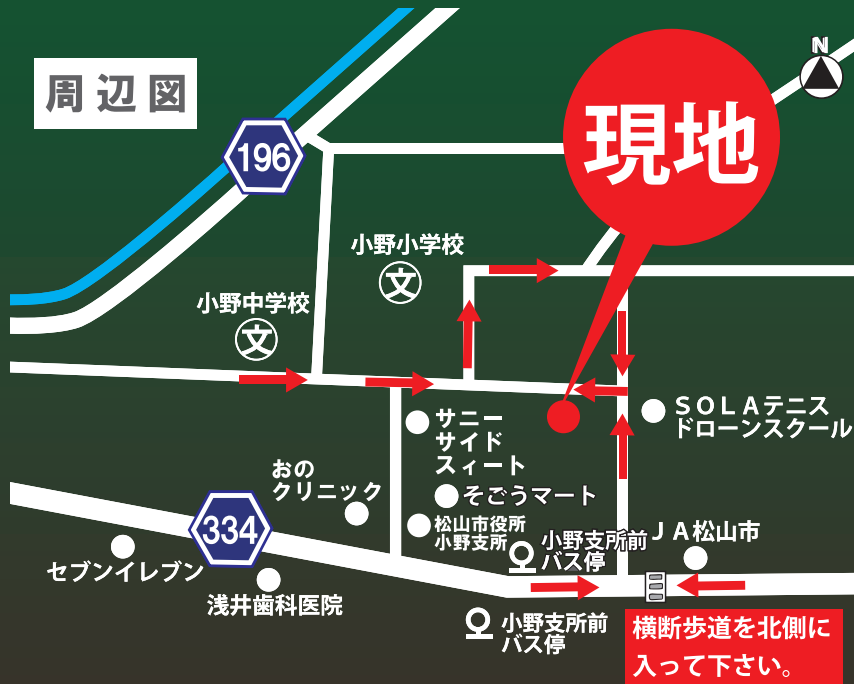 周辺図
N
現地
196
小野小学校
文
小野中学校
文
サニー
サイド
スィート
ＳＯＬＡテニス
ドローンスクール
おの
クリニック
そごうマート
334
松山市役所
小野支所
小野支所前
バス停
ＪＡ松山市
セブンイレブン
浅井歯科医院
小野支所前
バス停
横断歩道を北側に
入って下さい。